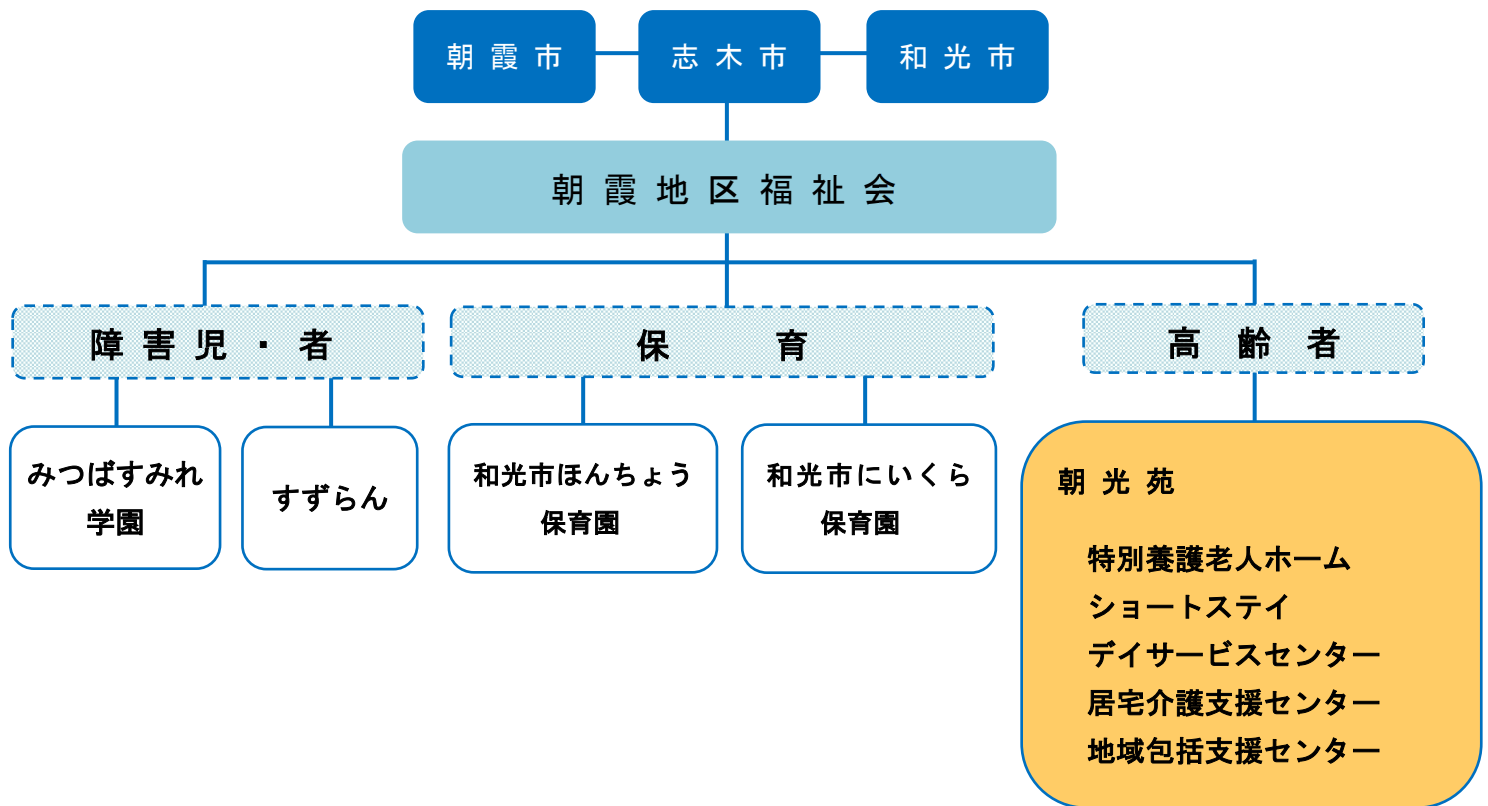 朝霞市
志木市
和光市
朝霞地区福祉会
障害児・者
保育
高齢者
みつばすみれ
学園
すずらん
和光市ほんちょう
保育園
和光市にいくら
保育園
朝光苑
特別養護老人ホーム
ショートステイ
デイサービスセンター
居宅介護支援センター
地域包括支援センター